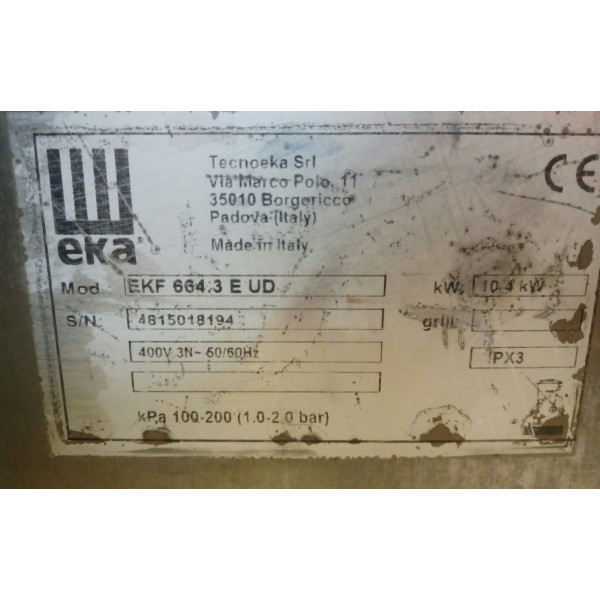 Tecnoeka Srl
Via Marco Polo, 11
35010 Borgoricco
Padova (Italy)
Made in Italy
CE
eka
Mod. EKF 664.3 E UD
kW 10,4 kW
S/N 4815018194
grill
400V 3N~ 50/60Hz
IPX3
kPa 100-200 (1.0-2.0 bar)